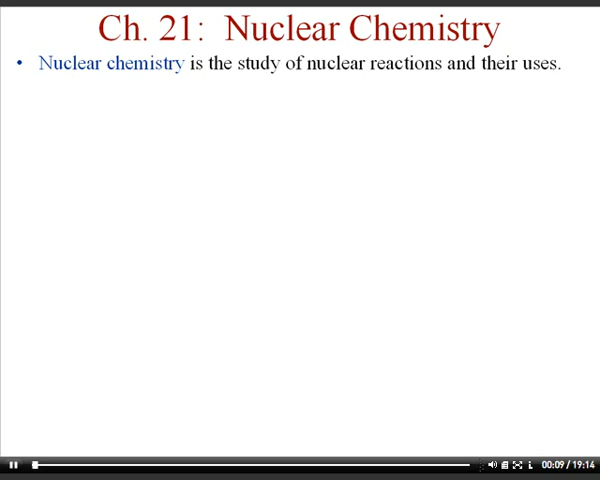 Ch. 21: Nuclear Chemistry
• Nuclear chemistry is the study of nuclear reactions and their uses.
00:09 / 19:14